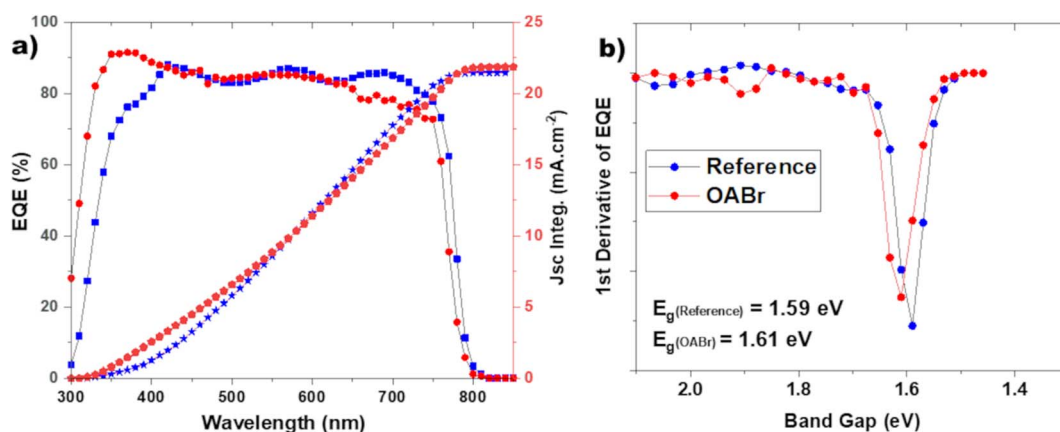 a)
EQE (%)
100
80
60
40
20
0
300
400
500
600
700
800
Wavelength (nm)
25
20
15
10
5
0
Jsc Integ. (mA.cm-2)
b)
1st Derivative of EQE
Reference
OABr
Eg(Reference) = 1.59 eV
Eg(OABr) = 1.61 eV
2.0
1.8
1.6
1.4
Band Gap (eV)